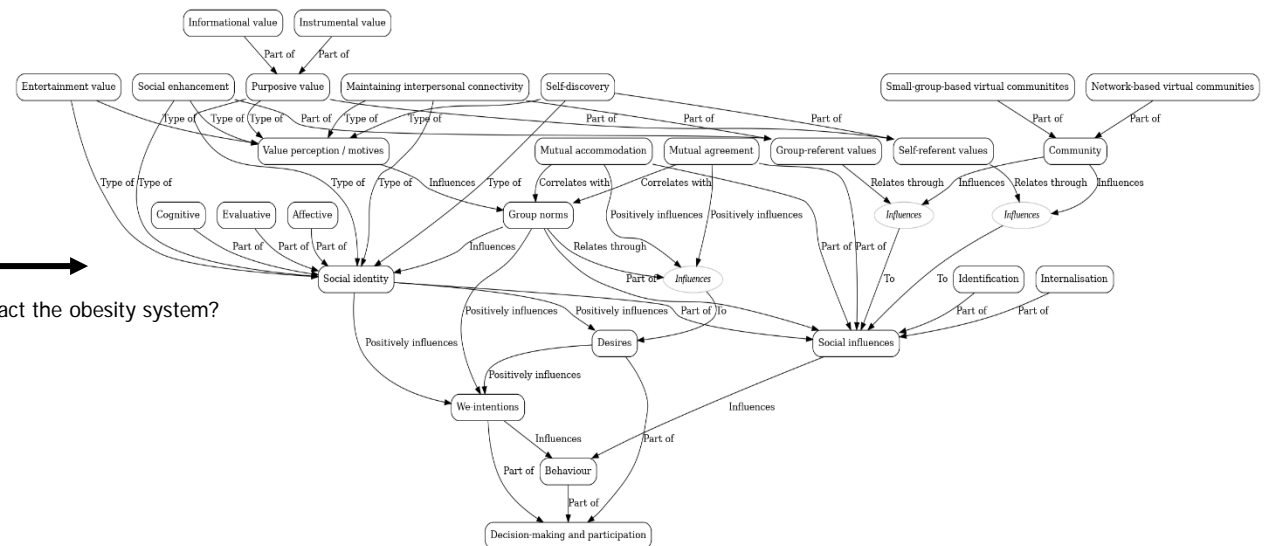 Informational value
Instrumental value
Part of
Part of
Entertainment value
Social enhancement
Purposive value
Maintaining interpersonal connectivity
Self-discovery
Small-group-based virtual communitites
Network-based virtual communities
Type of
Type of
Type of
Part of
Type of
Part of
Part of
Part of
Part of
Part of
Value perception / motives
Mutual accommodation
Mutual agreement
Group-referent values
Self-referent values
Community
Type of
Type of
Type of
Type of
Type of
Influences
Correlates with
Correlates with
Relates through
Influences
Relates through
Influences
Cognitive
Evaluative
Affective
Group norms
Positively influences
Positively influences
Influences
Influences
Part of
Part of
Part of
Influences
Relates through
Part of
Part of
Social identity
Part of
Influences
To
To
Identification
Internalisation
act the obesity system?
Positively influences
Positively influences
Part of
To
Part of
Part of
Positively influences
Desires
Social influences
Positively influences
We-intentions
Influences
Influences
Part of
Part of
Behaviour
Part of
Decision-making and participation